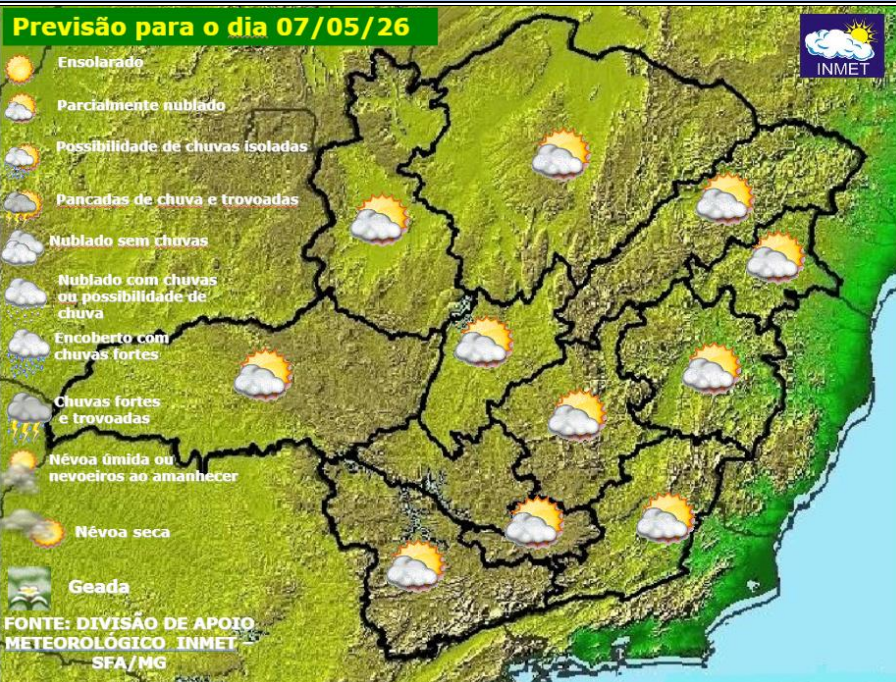 Previsão para o dia 07/05/26
INMET
Ensolarado
Parcialmente nublado
Possibilidade de chuvas isoladas
Pancadas de chuva e trovoadas
Nublado sem chuvas
Nublado com chuvas
ou possibilidade de
chuva
Encoberto com
chuvas fortes
Chuvas fortes
e trovoadas
Névoa úmida ou
nevoeiros ao amanhecer
Névoa seca
Geada
FONTE: DIVISÃO DE APOIO
METEOROLÓGICO INMET –
SFA/MG